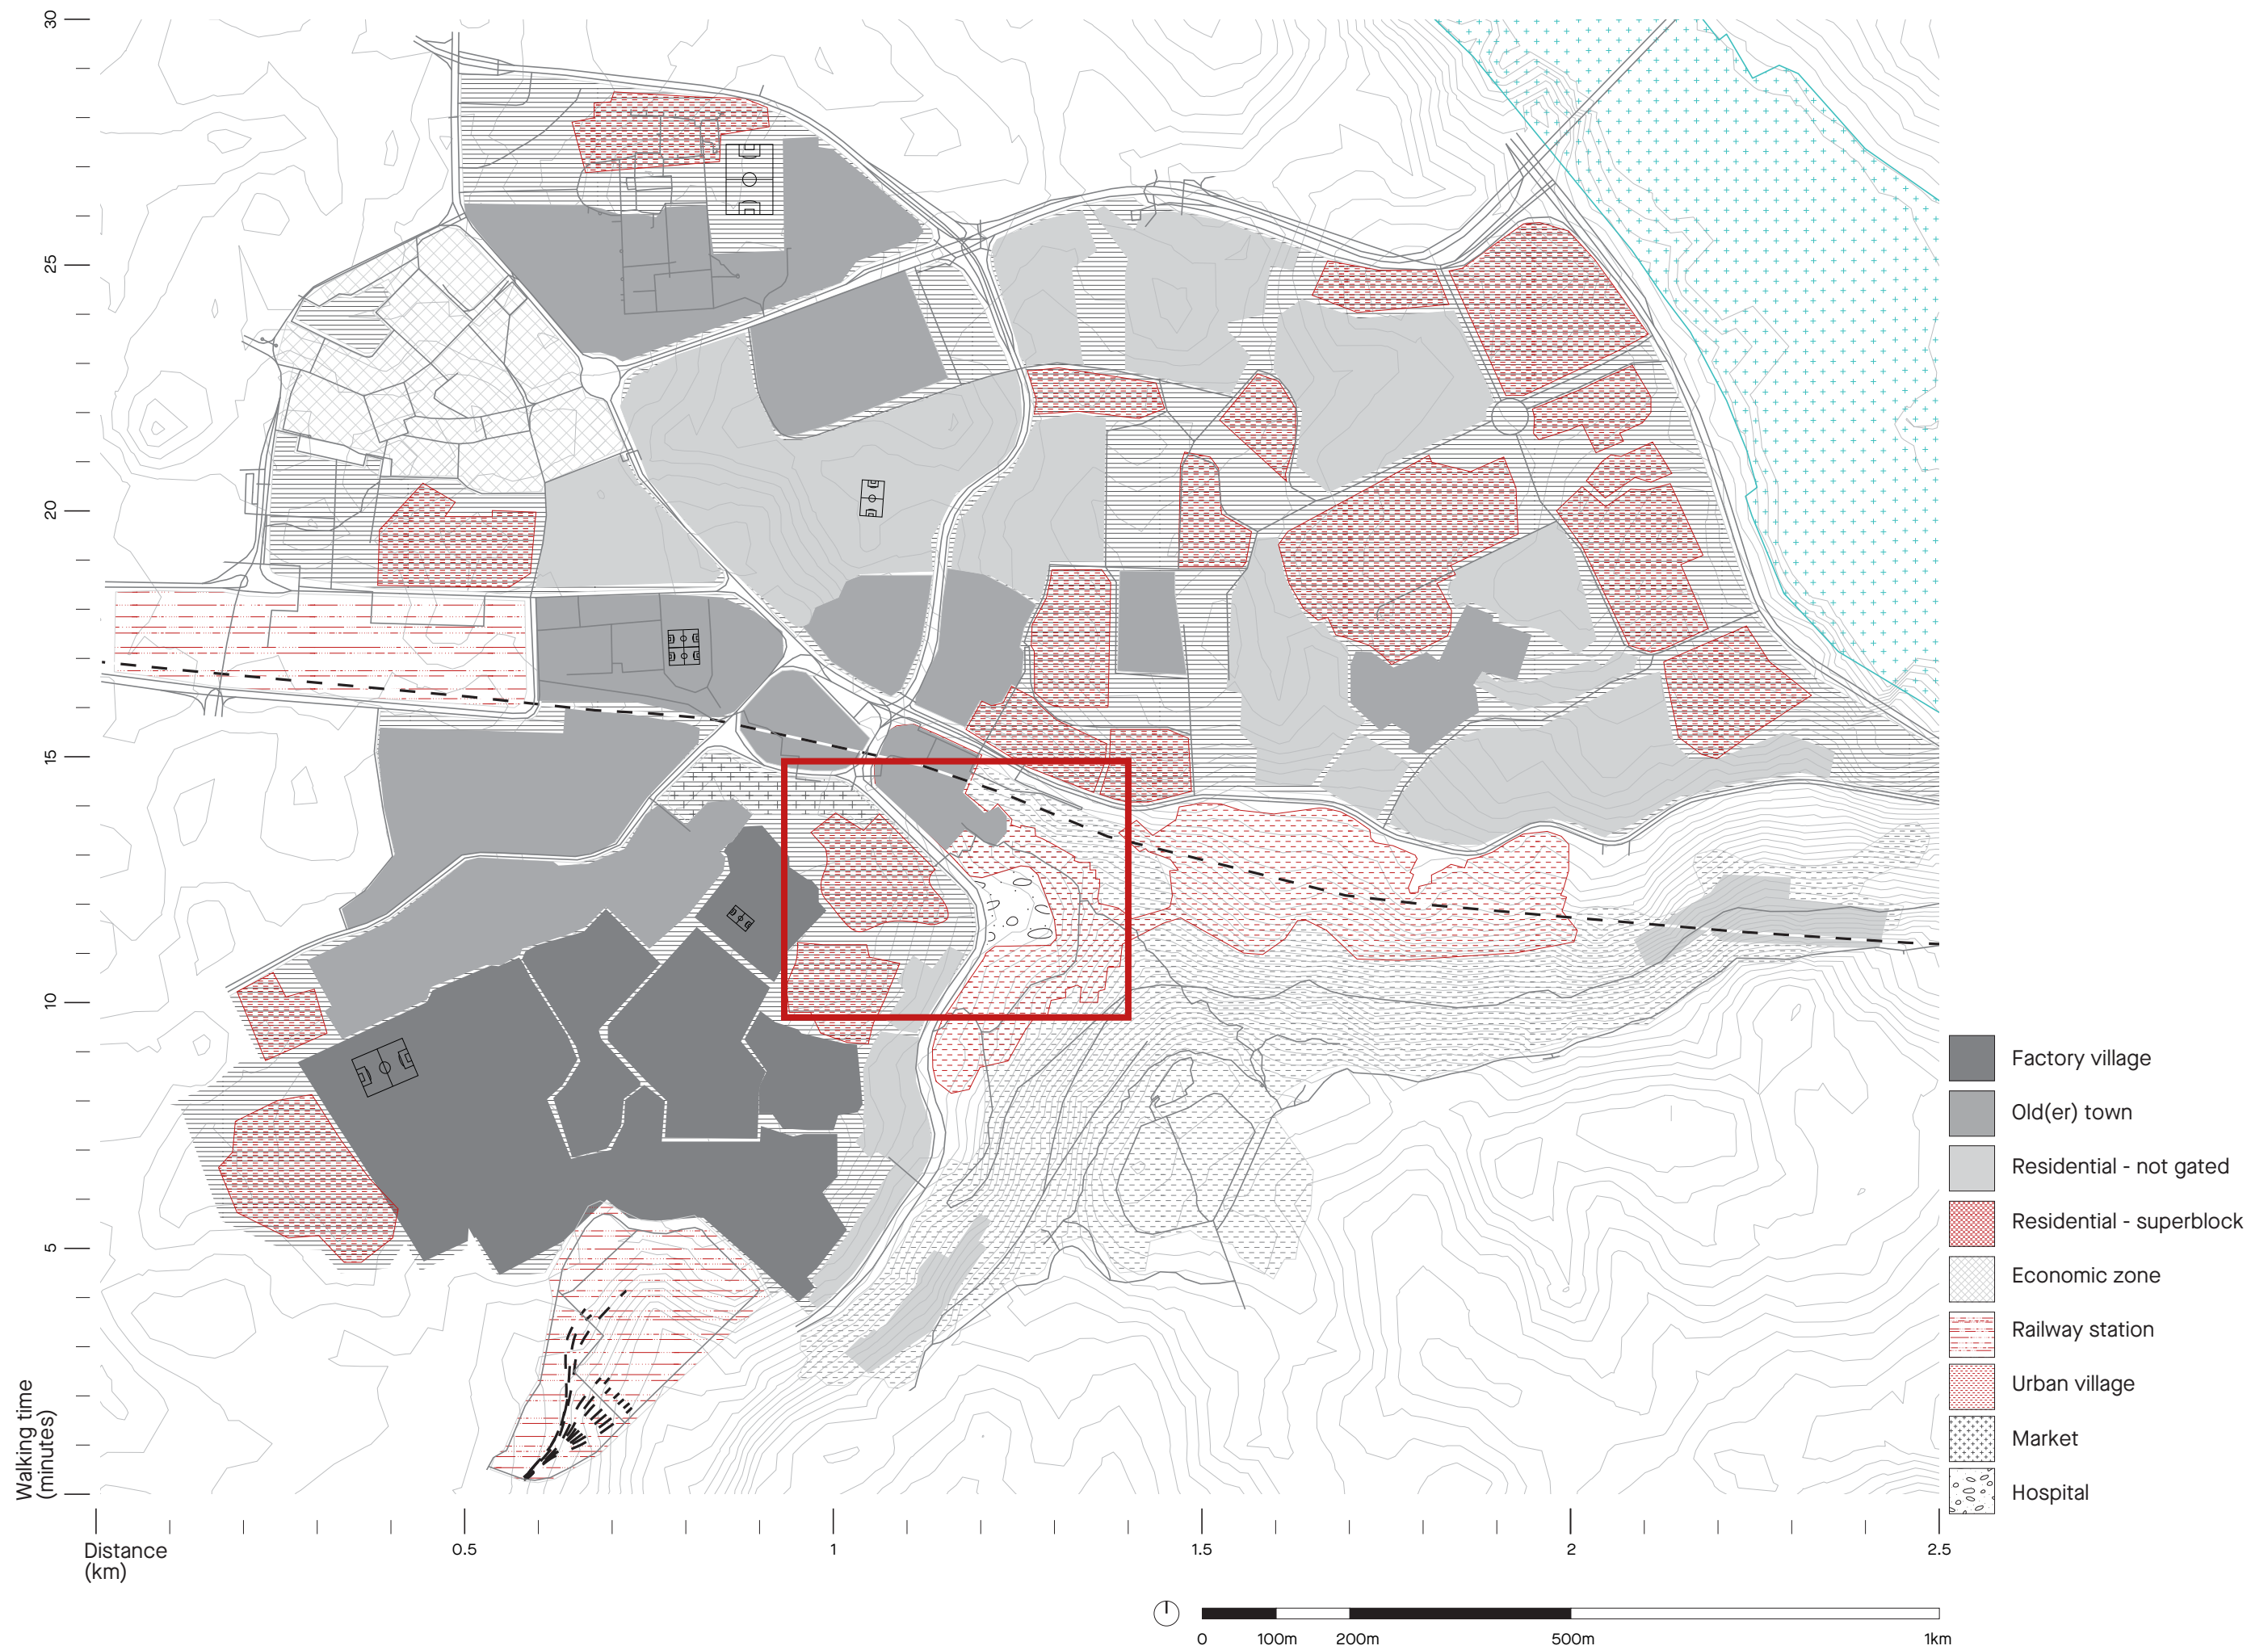 30
25
20
15
10
5
Walking time
(minutes)
Distance
(km)
0.5
1
1.5
2
2.5
Factory village
Old(er) town
Residential - not gated
Residential - superblock
Economic zone
Railway station
Urban village
Market
Hospital
0
100m
200m
500m
1km